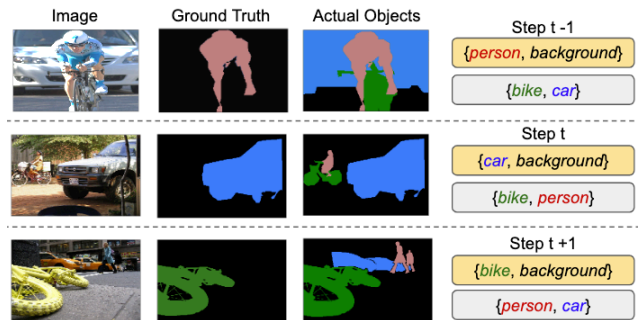 Image Ground Truth Actual Objects
Step t -1
{person, background}
{bike, car}
Step t
{car, background}
{bike, person}
Step t +1
{bike, background}
{person, car}